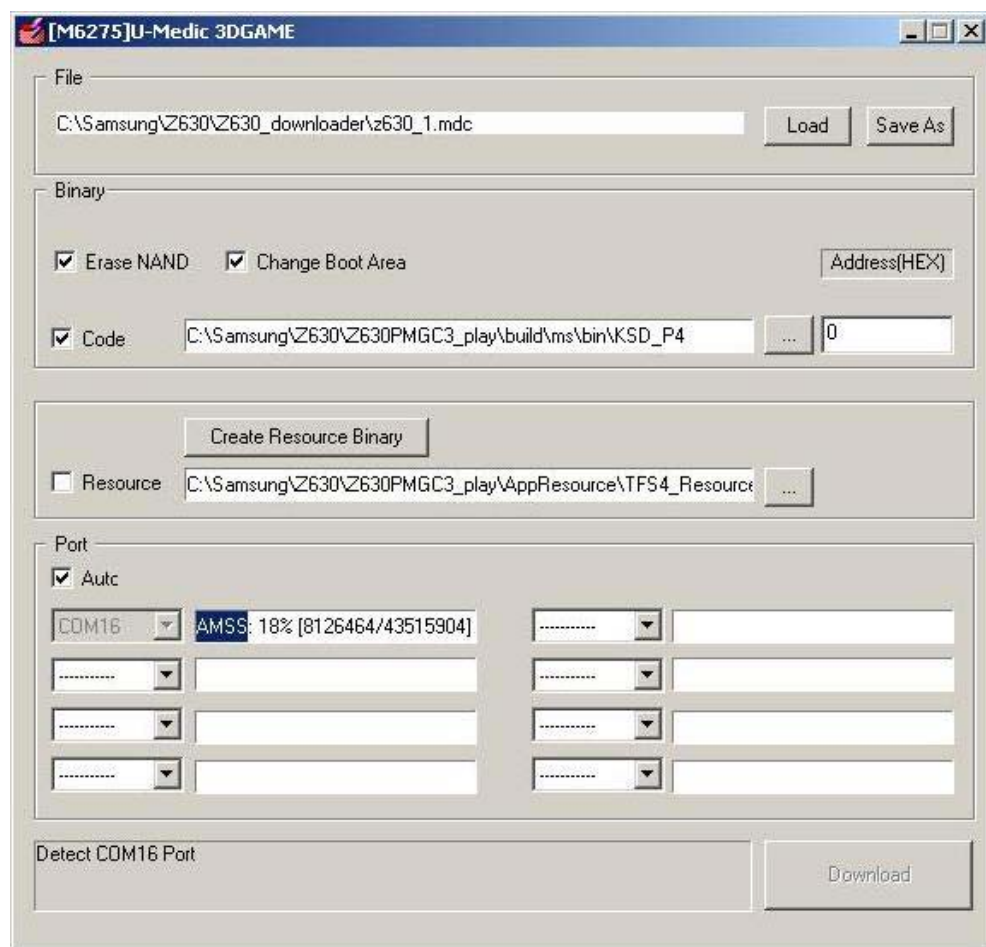 [M6275]U-Medic 3DGAME
File
C:\Samsung\Z630\Z630_downloader\z630_1.mdc
Load
Save As
Binary
Erase NAND
Change Boot Area
Address(HEX)
Code
C:\Samsung\Z630\Z630PMGC3_play\build\ms\bin\KSD_P4
...
0
Create Resource Binary
Resource
C:\Samsung\Z630\Z630PMGC3_play\AppResource\TFS4_Resource
...
Port
Autc
COM16
AMSS: 18% [8126464/43515904]
-----------
-----------
-----------
-----------
-----------
-----------
-----------
Detect COM16 Port
Download